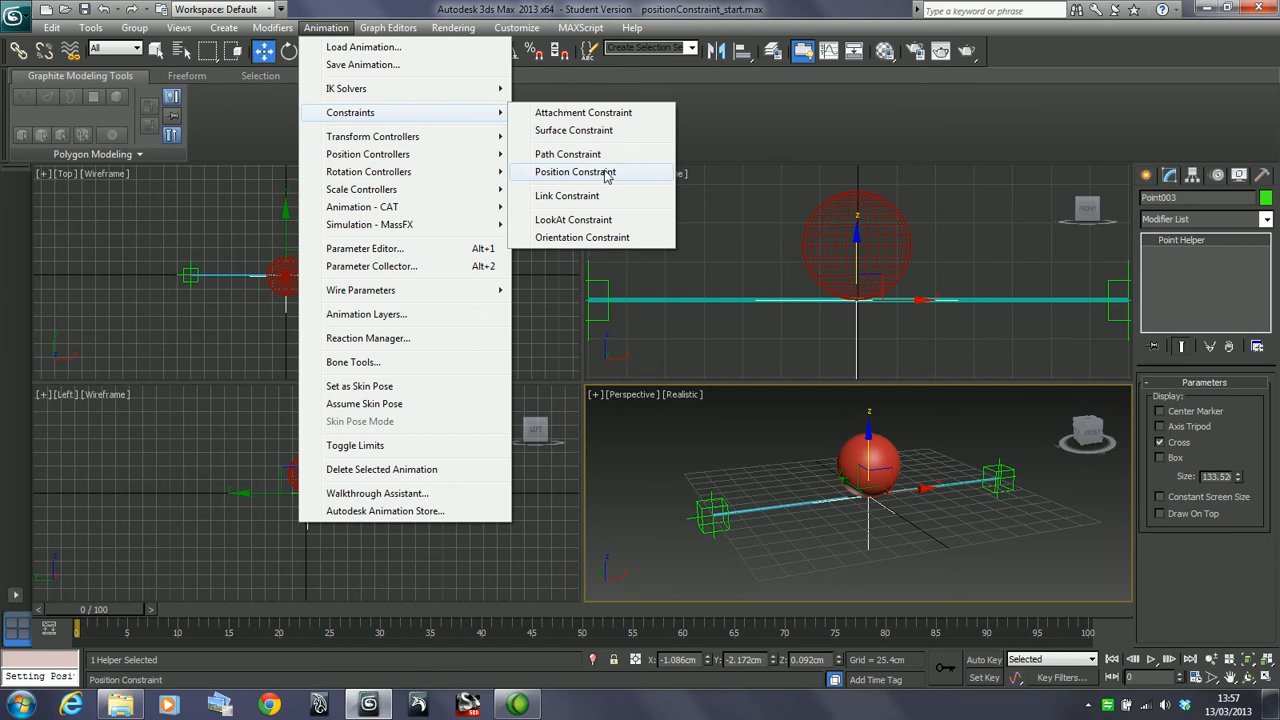 Workspace: Default
Autodesk 3ds Max 2013 x64 - Student Version positionConstraint_start.max
Type a keyword or phrase
Edit Tools Group Views Create Modifiers Animation Graph Editors Rendering Customize MAXScript Help
All
Create Selection Se
Graphite Modeling Tools Freeform Selection
Polygon Modeling
Load Animation...
Save Animation...
IK Solvers
Constraints
Transform Controllers
Position Controllers
Rotation Controllers
Scale Controllers
Animation - CAT
Simulation - MassFX
Parameter Editor... Alt+1
Parameter Collector... Alt+2
Wire Parameters
Animation Layers...
Reaction Manager...
Bone Tools...
Set as Skin Pose
Assume Skin Pose
Skin Pose Mode
Toggle Limits
Delete Selected Animation
Walkthrough Assistant...
Autodesk Animation Store...
Attachment Constraint
Surface Constraint
Path Constraint
Position Constraint
Link Constraint
LookAt Constraint
Orientation Constraint
[+] [Top] [Wireframe]
FRONT
z
x
[+] [Left] [Wireframe]
LEFT
[+] [Perspective] [Realistic]
FRONT
z
Point003
Modifier List
Point Helper
Parameters
Display:
Center Marker
Axis Tripod
Cross
Box
Size: 133.52
Constant Screen Size
Draw On Top
0 / 100
0 5 10 15 20 25 30 35 40 45 50 55 60 65 70 75 80 85 90 95 100
1 Helper Selected
X: -1.086cm Y: -2.172cm Z: 0.092cm Grid = 25.4cm
Auto Key Selected
Setting Posi
Position Constraint
Add Time Tag
Set Key Key Filters...
0
13:57
13/03/2013